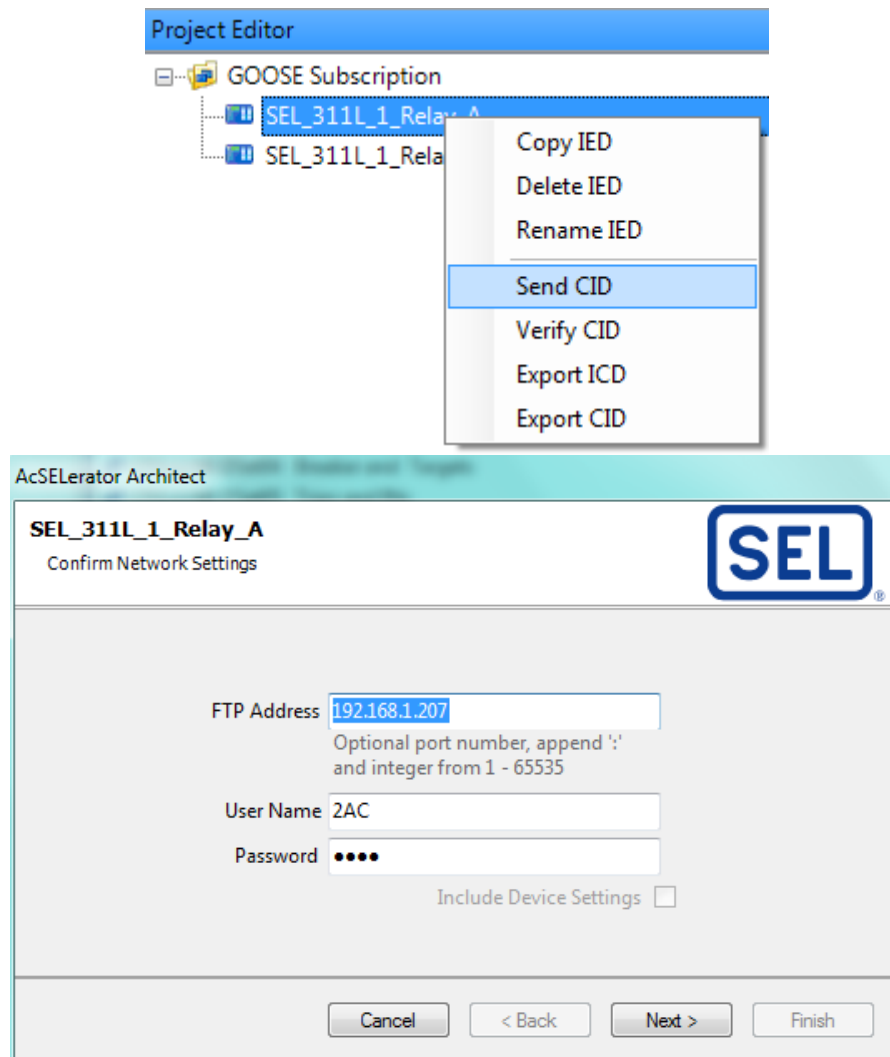 Project Editor
GOOSE Subscription
SEL_311L_1_Relay_A
SEL_311L_1_Rela
Copy IED
Delete IED
Rename IED
Send CID
Verify CID
Export ICD
Export CID
AcSELerator Architect
SEL_311L_1_Relay_A
Confirm Network Settings
SEL
®
FTP Address 192.168.1.207
Optional port number, append ':'
and integer from 1 - 65535
User Name 2AC
Password ●●●●
Include Device Settings
Cancel < Back Next > Finish